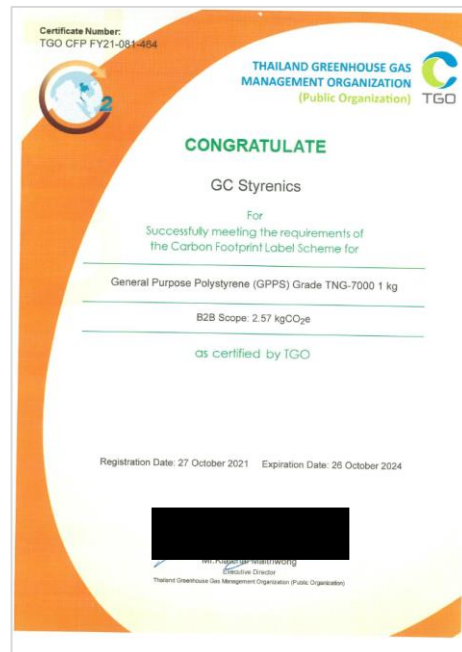 Certificate Number:
TGO CFP FY21-081-464
THAILAND GREENHOUSE GAS
MANAGEMENT ORGANIZATION
(Public Organization)
TGO
2
CONGRATULATE
GC Styrenics
For
Successfully meeting the requirements of
the Carbon Footprint Label Scheme for
General Purpose Polystyrene (GPPS) Grade TNG-7000 1 kg
B2B Scope: 2.57 kgCO₂e
as certified by TGO
Registration Date: 27 October 2021 Expiration Date: 26 October 2024
Executive Director
Thailand Greenhouse Gas Management Organization (Public Organization)